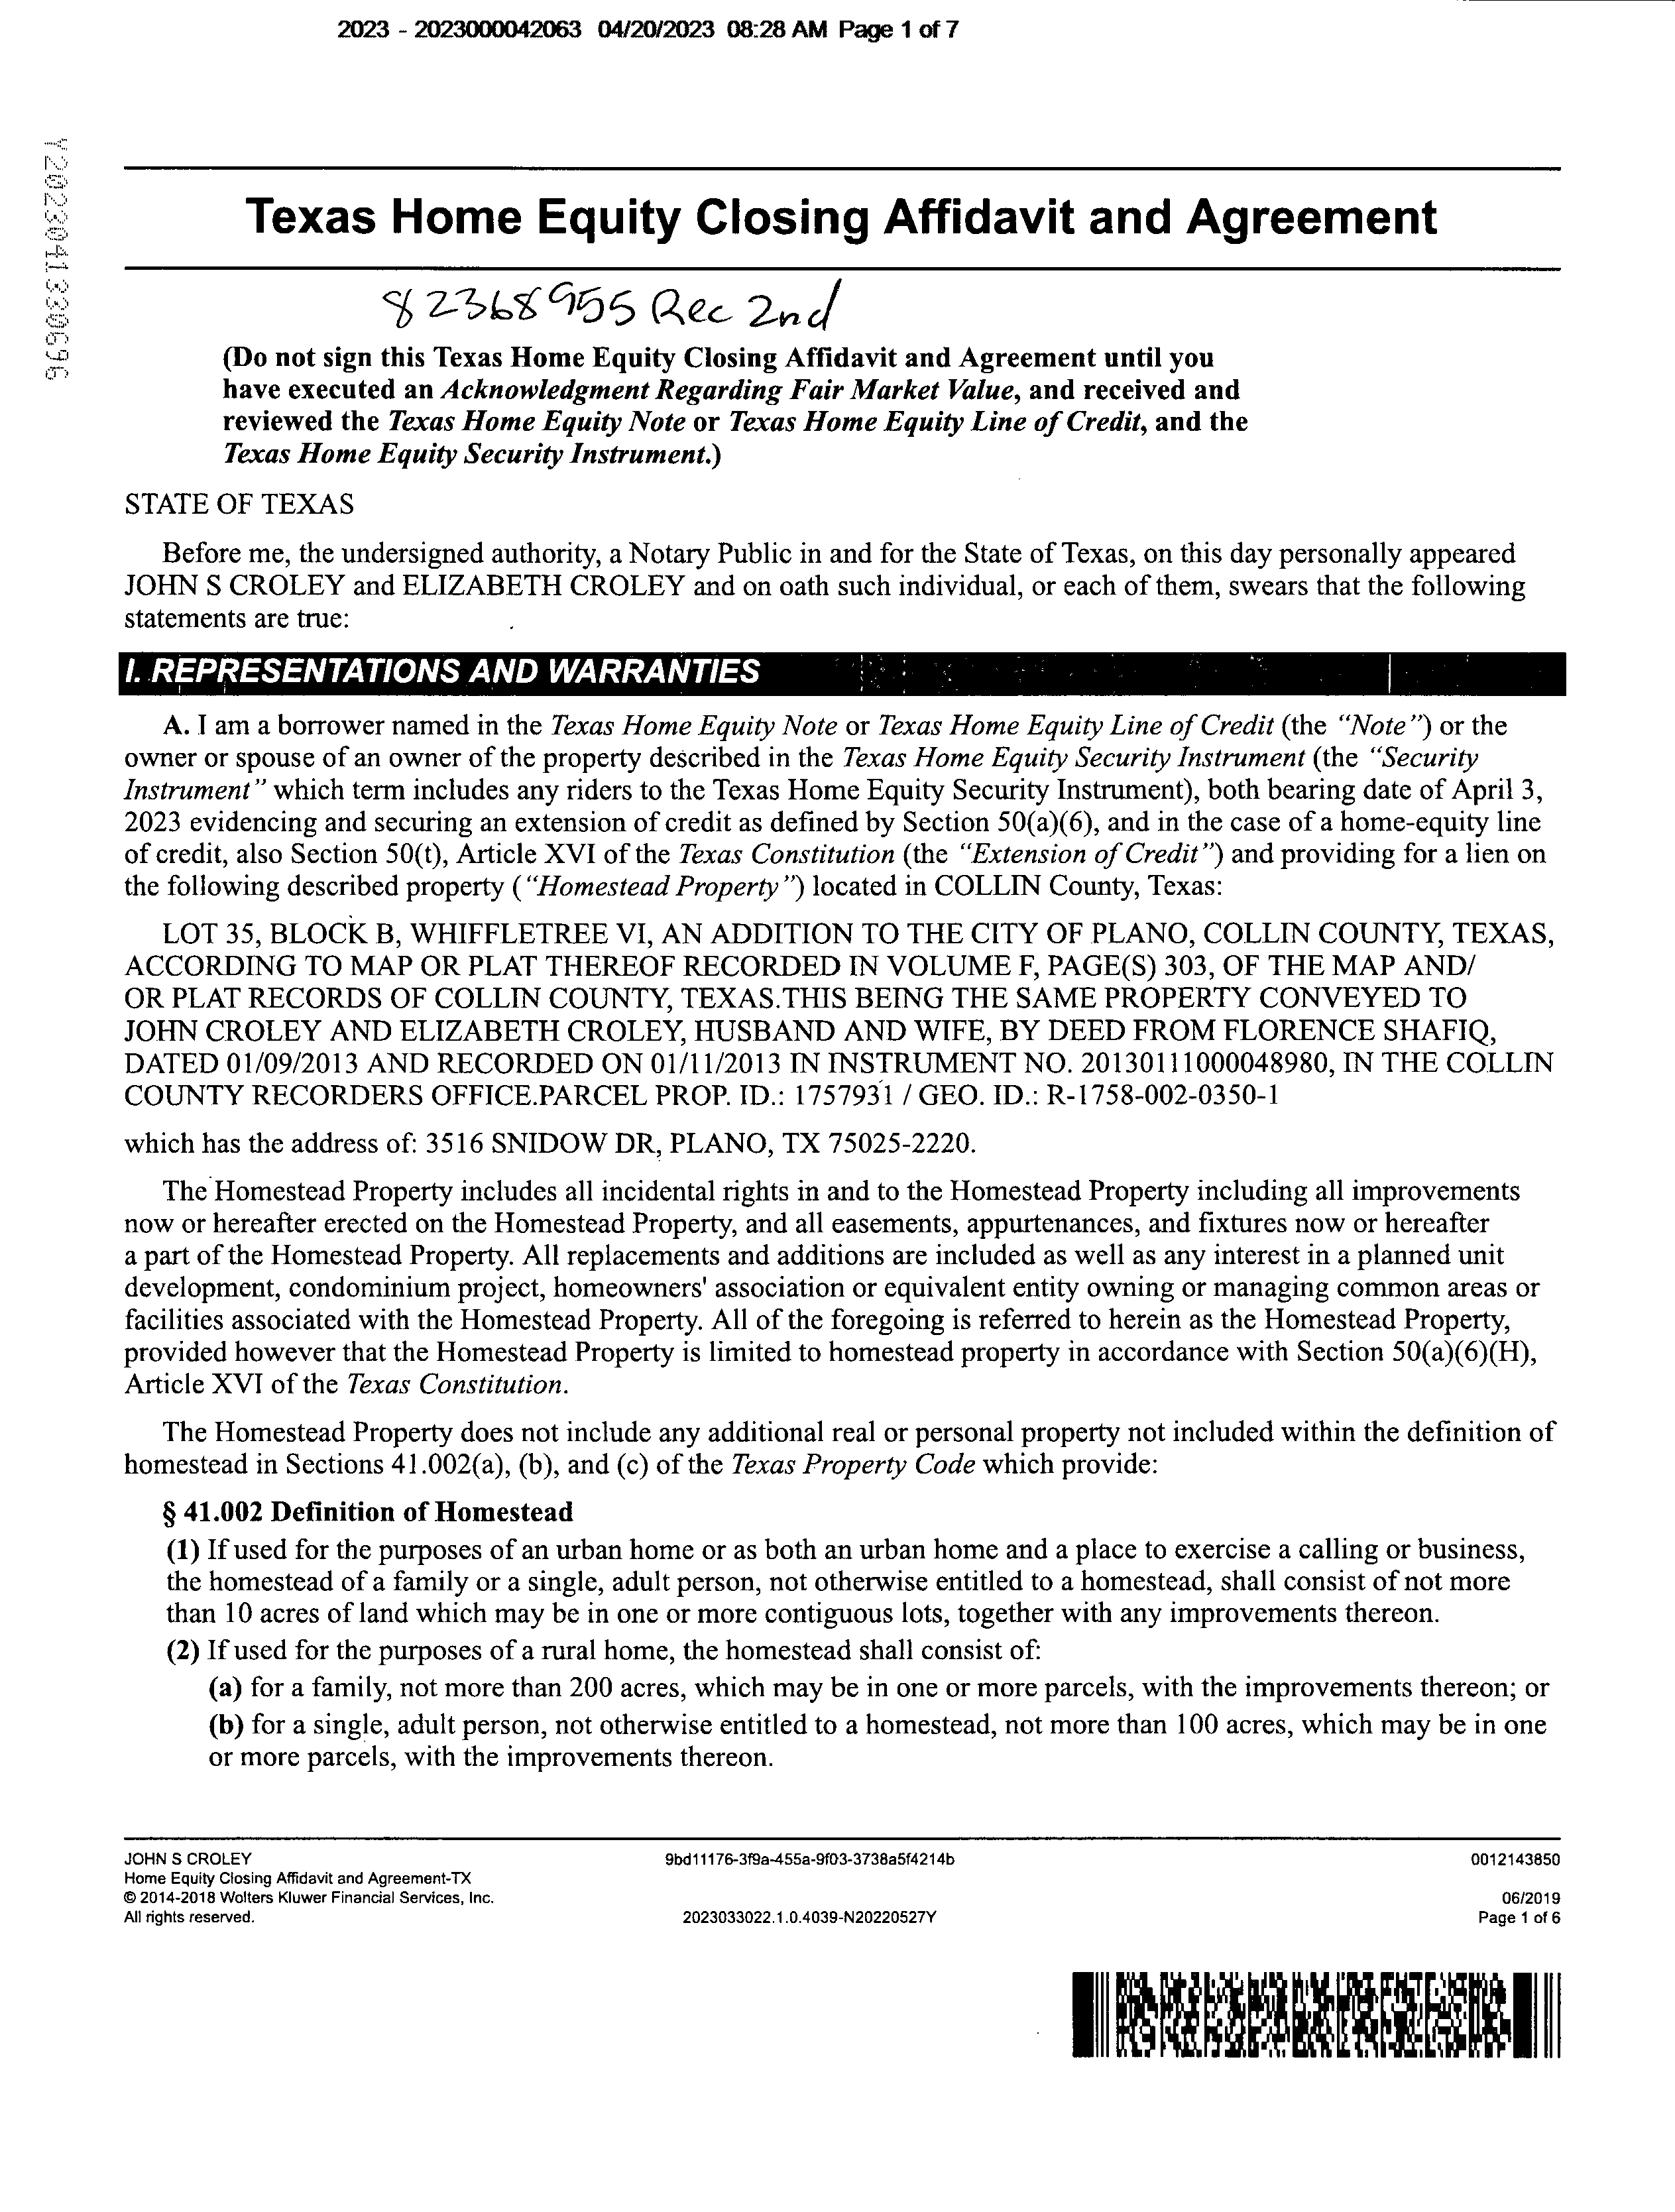 2023 - 2023000042063 04/20/2023 08:28 AM Page 1 of 7
Y20230413300696
Texas Home Equity Closing Affidavit and Agreement
82368955 Rec 2nd
(Do not sign this Texas Home Equity Closing Affidavit and Agreement until you
have executed an Acknowledgment Regarding Fair Market Value, and received and
reviewed the Texas Home Equity Note or Texas Home Equity Line of Credit, and the
Texas Home Equity Security Instrument.)
STATE OF TEXAS
Before me, the undersigned authority, a Notary Public in and for the State of Texas, on this day personally appeared
JOHN S CROLEY and ELIZABETH CROLEY and on oath such individual, or each of them, swears that the following
statements are true:
I. REPRESENTATIONS AND WARRANTIES
A. I am a borrower named in the Texas Home Equity Note or Texas Home Equity Line of Credit (the “Note”) or the
owner or spouse of an owner of the property described in the Texas Home Equity Security Instrument (the “Security
Instrument” which term includes any riders to the Texas Home Equity Security Instrument), both bearing date of April 3,
2023 evidencing and securing an extension of credit as defined by Section 50(a)(6), and in the case of a home-equity line
of credit, also Section 50(t), Article XVI of the Texas Constitution (the “Extension of Credit”) and providing for a lien on
the following described property (“Homestead Property”) located in COLLIN County, Texas:
LOT 35, BLOCK B, WHIFFLETREE VI, AN ADDITION TO THE CITY OF PLANO, COLLIN COUNTY, TEXAS,
ACCORDING TO MAP OR PLAT THEREOF RECORDED IN VOLUME F, PAGE(S) 303, OF THE MAP AND/
OR PLAT RECORDS OF COLLIN COUNTY, TEXAS.THIS BEING THE SAME PROPERTY CONVEYED TO
JOHN CROLEY AND ELIZABETH CROLEY, HUSBAND AND WIFE, BY DEED FROM FLORENCE SHAFIQ,
DATED 01/09/2013 AND RECORDED ON 01/11/2013 IN INSTRUMENT NO. 20130111000048980, IN THE COLLIN
COUNTY RECORDERS OFFICE.PARCEL PROP. ID.: 1757931 / GEO. ID.: R-1758-002-0350-1
which has the address of: 3516 SNIDOW DR, PLANO, TX 75025-2220.
The Homestead Property includes all incidental rights in and to the Homestead Property including all improvements
now or hereafter erected on the Homestead Property, and all easements, appurtenances, and fixtures now or hereafter
a part of the Homestead Property. All replacements and additions are included as well as any interest in a planned unit
development, condominium project, homeowners' association or equivalent entity owning or managing common areas or
facilities associated with the Homestead Property. All of the foregoing is referred to herein as the Homestead Property,
provided however that the Homestead Property is limited to homestead property in accordance with Section 50(a)(6)(H),
Article XVI of the Texas Constitution.
The Homestead Property does not include any additional real or personal property not included within the definition of
homestead in Sections 41.002(a), (b), and (c) of the Texas Property Code which provide:
§ 41.002 Definition of Homestead
(1) If used for the purposes of an urban home or as both an urban home and a place to exercise a calling or business,
the homestead of a family or a single, adult person, not otherwise entitled to a homestead, shall consist of not more
than 10 acres of land which may be in one or more contiguous lots, together with any improvements thereon.
(2) If used for the purposes of a rural home, the homestead shall consist of:
(a) for a family, not more than 200 acres, which may be in one or more parcels, with the improvements thereon; or
(b) for a single, adult person, not otherwise entitled to a homestead, not more than 100 acres, which may be in one
or more parcels, with the improvements thereon.
JOHN S CROLEY 9bd11176-3f9a-455a-9f03-3738a5f4214b 0012143850
Home Equity Closing Affidavit and Agreement-TX
© 2014-2018 Wolters Kluwer Financial Services, Inc. 06/2019
All rights reserved. 2023033022.1.0.4039-N20220527Y Page 1 of 6